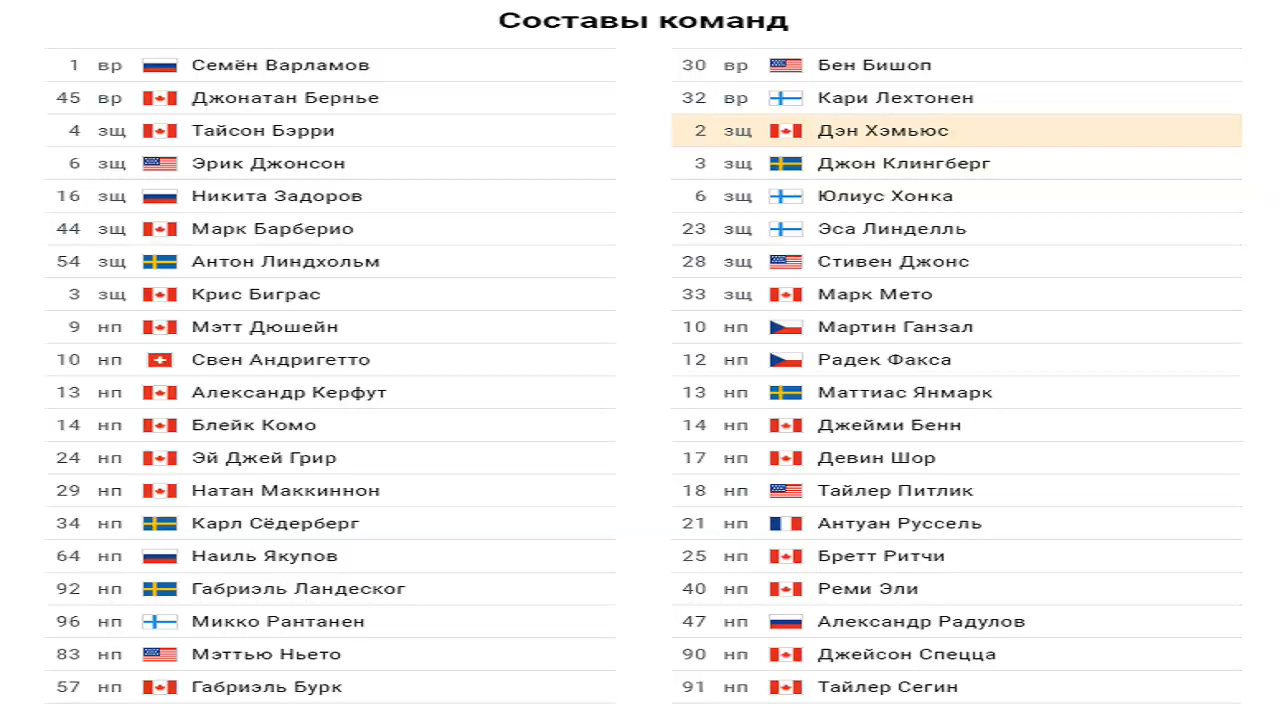 Составы команд
1 вр Семён Варламов
45 вр Джонатан Бернье
4 зщ Тайсон Бэрри
6 зщ Эрик Джонсон
16 зщ Никита Задоров
44 зщ Марк Барберио
54 зщ Антон Линдхольм
3 зщ Крис Биграс
9 нп Мэтт Дюшейн
10 нп Свен Андригетто
13 нп Александр Керфут
14 нп Блейк Комо
24 нп Эй Джей Грир
29 нп Натан Маккиннон
34 нп Карл Сёдерберг
64 нп Наиль Якупов
92 нп Габриэль Ландеског
96 нп Микко Рантанен
83 нп Мэттью Ньето
57 нп Габриэль Бурк
30 вр Бен Бишоп
32 вр Кари Лехтонен
2 зщ Дэн Хэмьюс
3 зщ Джон Клингберг
6 зщ Юлиус Хонка
23 зщ Эса Линделль
28 зщ Стивен Джонс
33 зщ Марк Мето
10 нп Мартин Ганзал
12 нп Радек Факса
13 нп Маттиас Янмарк
14 нп Джейми Бенн
17 нп Девин Шор
18 нп Тайлер Питлик
21 нп Антуан Руссель
25 нп Бретт Ритчи
40 нп Реми Эли
47 нп Александр Радулов
90 нп Джейсон Спецца
91 нп Тайлер Сегин